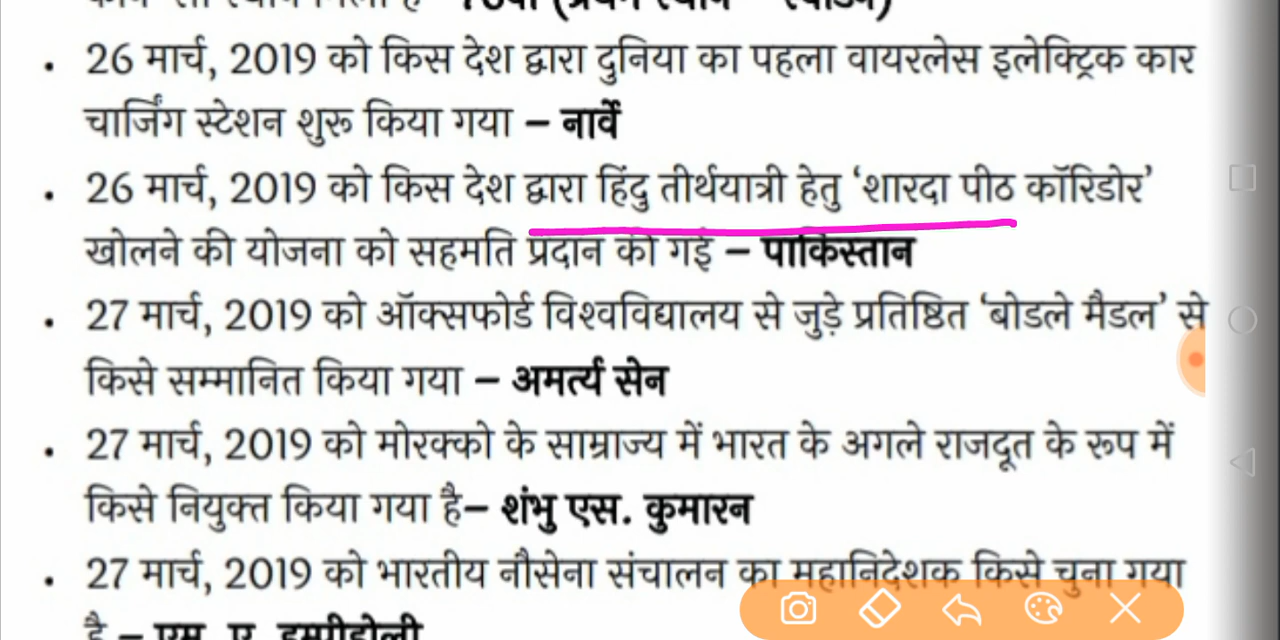 26 मार्च, 2019 को किस देश द्वारा दुनिया का पहला वायरलेस इलेक्ट्रिक कार
चार्जिंग स्टेशन शुरू किया गया – नार्वे
26 मार्च, 2019 को किस देश द्वारा हिंदु तीर्थयात्री हेतु ‘शारदा पीठ कॉरिडोर’
खोलने की योजना को सहमति प्रदान की गई – पाकिस्तान
27 मार्च, 2019 को ऑक्सफोर्ड विश्वविद्यालय से जुड़े प्रतिष्ठित ‘बोडले मैडल’ से
किसे सम्मानित किया गया – अमर्त्य सेन
27 मार्च, 2019 को मोरक्को के साम्राज्य में भारत के अगले राजदूत के रूप में
किसे नियुक्त किया गया है– शंभु एस. कुमारन
27 मार्च, 2019 को भारतीय नौसेना संचालन का महानिदेशक किसे चुना गया
है – एम. ए.